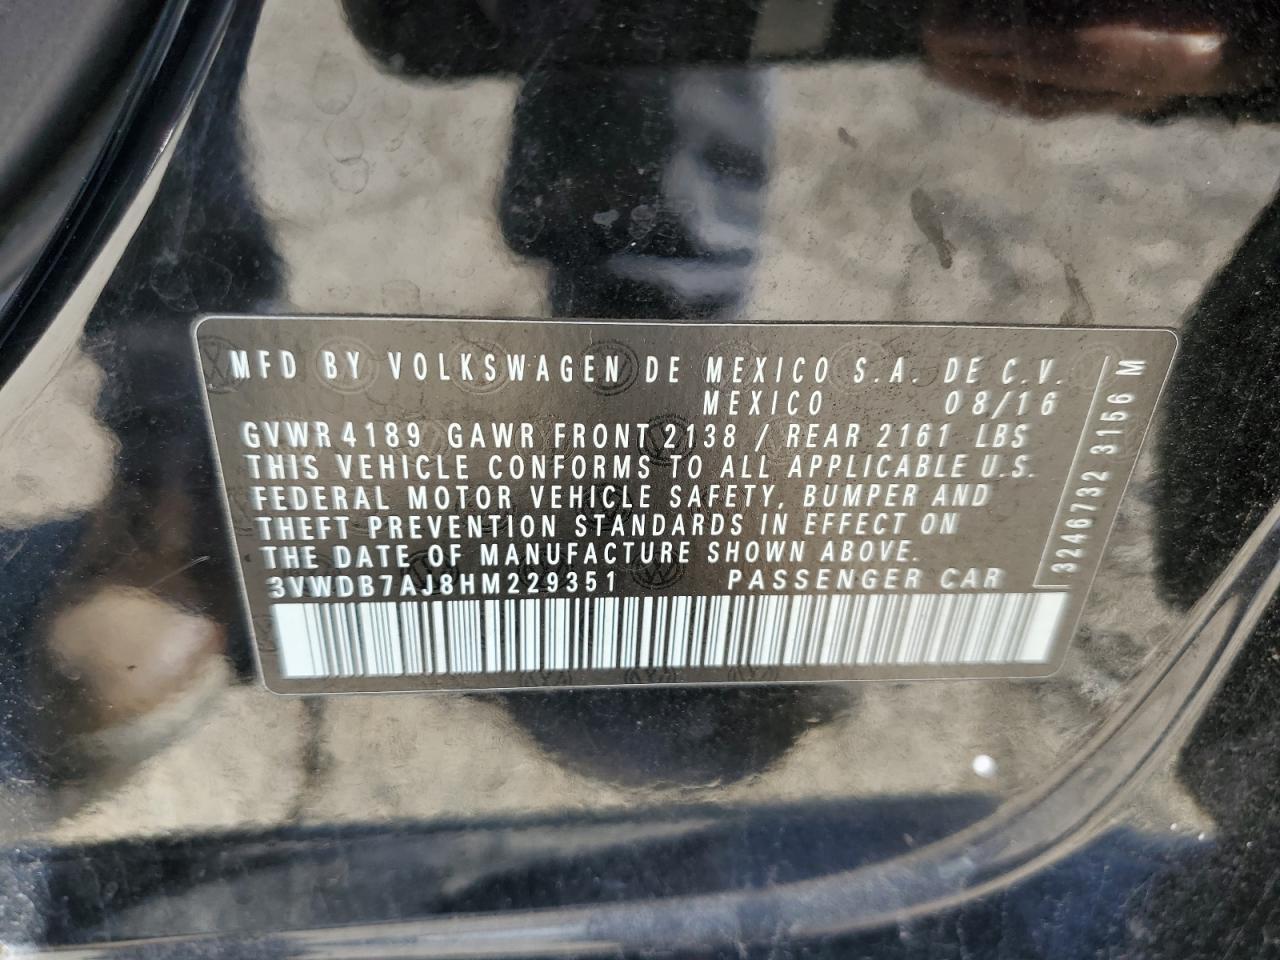 MFD BY VOLKSWAGEN DE MEXICO S.A. DE C.V.
MEXICO 08/16
GVWR 4189 GAWR FRONT 2138 / REAR 2161 LBS
THIS VEHICLE CONFORMS TO ALL APPLICABLE U.S.
FEDERAL MOTOR VEHICLE SAFETY, BUMPER AND
THEFT PREVENTION STANDARDS IN EFFECT ON
THE DATE OF MANUFACTURE SHOWN ABOVE.
3VWDB7AJ8HM229351 PASSENGER CAR
3246732 3156 M